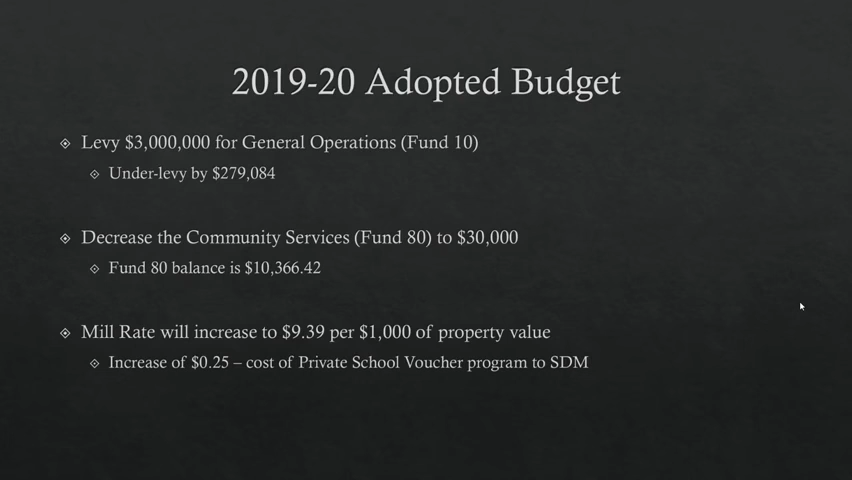 2019-20 Adopted Budget
Levy $3,000,000 for General Operations (Fund 10)
Under-levy by $279,084
Decrease the Community Services (Fund 80) to $30,000
Fund 80 balance is $10,366.42
Mill Rate will increase to $9.39 per $1,000 of property value
Increase of $0.25 – cost of Private School Voucher program to SDM